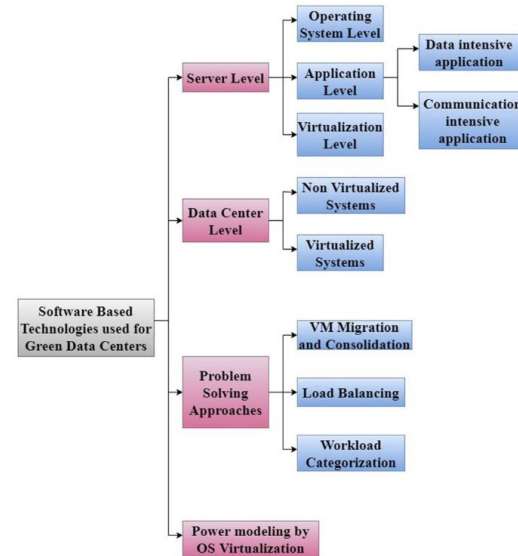 Operating
System Level
Server Level
Application
Level
Data intensive
application
Communication
intensive
application
Virtualization
Level
Data Center
Level
Non Virtualized
Systems
Virtualized
Systems
Software Based
Technologies used for
Green Data Centers
Problem
Solving
Approaches
VM Migration
and Consolidation
Load Balancing
Workload
Categorization
Power modeling by
OS Virtualization